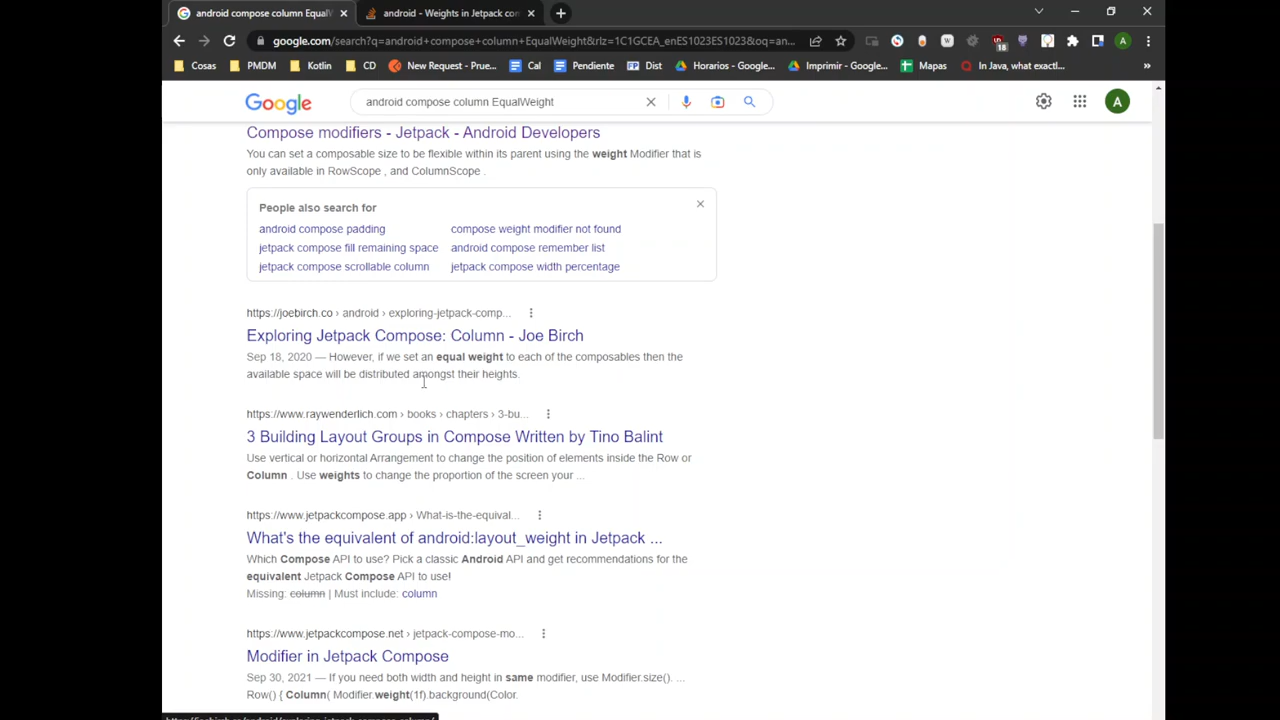 android compose column EqualW
android - Weights in Jetpack con
google.com/search?q=android+compose+column+EqualWeight&rlz=1C1GCEA_enES1023ES1023&oq=an...
18
A
Cosas
PMDM
Kotlin
CD
New Request - Prue...
Cal
Pendiente
FP Dist
Horarios - Google...
Imprimir - Google...
Mapas
In Java, what exactl...
»
Google
android compose column EqualWeight
A
Compose modifiers - Jetpack - Android Developers
You can set a composable size to be flexible within its parent using the weight Modifier that is
only available in RowScope , and ColumnScope .
People also search for
android compose padding
compose weight modifier not found
jetpack compose fill remaining space
android compose remember list
jetpack compose scrollable column
jetpack compose width percentage
https://joebirch.co › android › exploring-jetpack-comp...
Exploring Jetpack Compose: Column - Joe Birch
Sep 18, 2020 — However, if we set an equal weight to each of the composables then the
available space will be distributed amongst their heights.
https://www.raywenderlich.com › books › chapters › 3-bu...
3 Building Layout Groups in Compose Written by Tino Balint
Use vertical or horizontal Arrangement to change the position of elements inside the Row or
Column . Use weights to change the proportion of the screen your ...
https://www.jetpackcompose.app › What-is-the-equival...
What's the equivalent of android:layout_weight in Jetpack ...
Which Compose API to use? Pick a classic Android API and get recommendations for the
equivalent Jetpack Compose API to use!
Missing: column | Must include: column
https://www.jetpackcompose.net › jetpack-compose-mo...
Modifier in Jetpack Compose
Sep 30, 2021 — If you need both width and height in same modifier, use Modifier.size(). ...
Row() { Column( Modifier.weight(1f).background(Color.